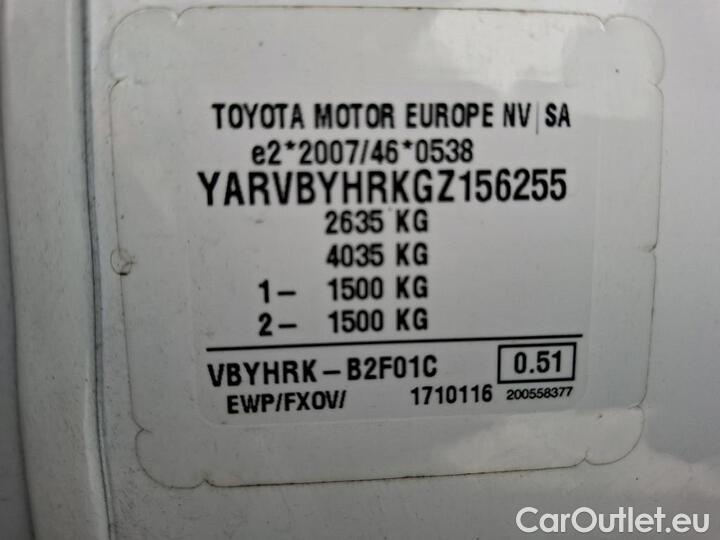 TOYOTA MOTOR EUROPE NV | SA
e2*2007/46*0538
YARVBYHRKGZ156255
2635 KG
4035 KG
1- 1500 KG
2- 1500 KG
VBYHRK-B2F01C 0.51
EWP/FXOV/ 1710116 200558377
CarOutlet.eu